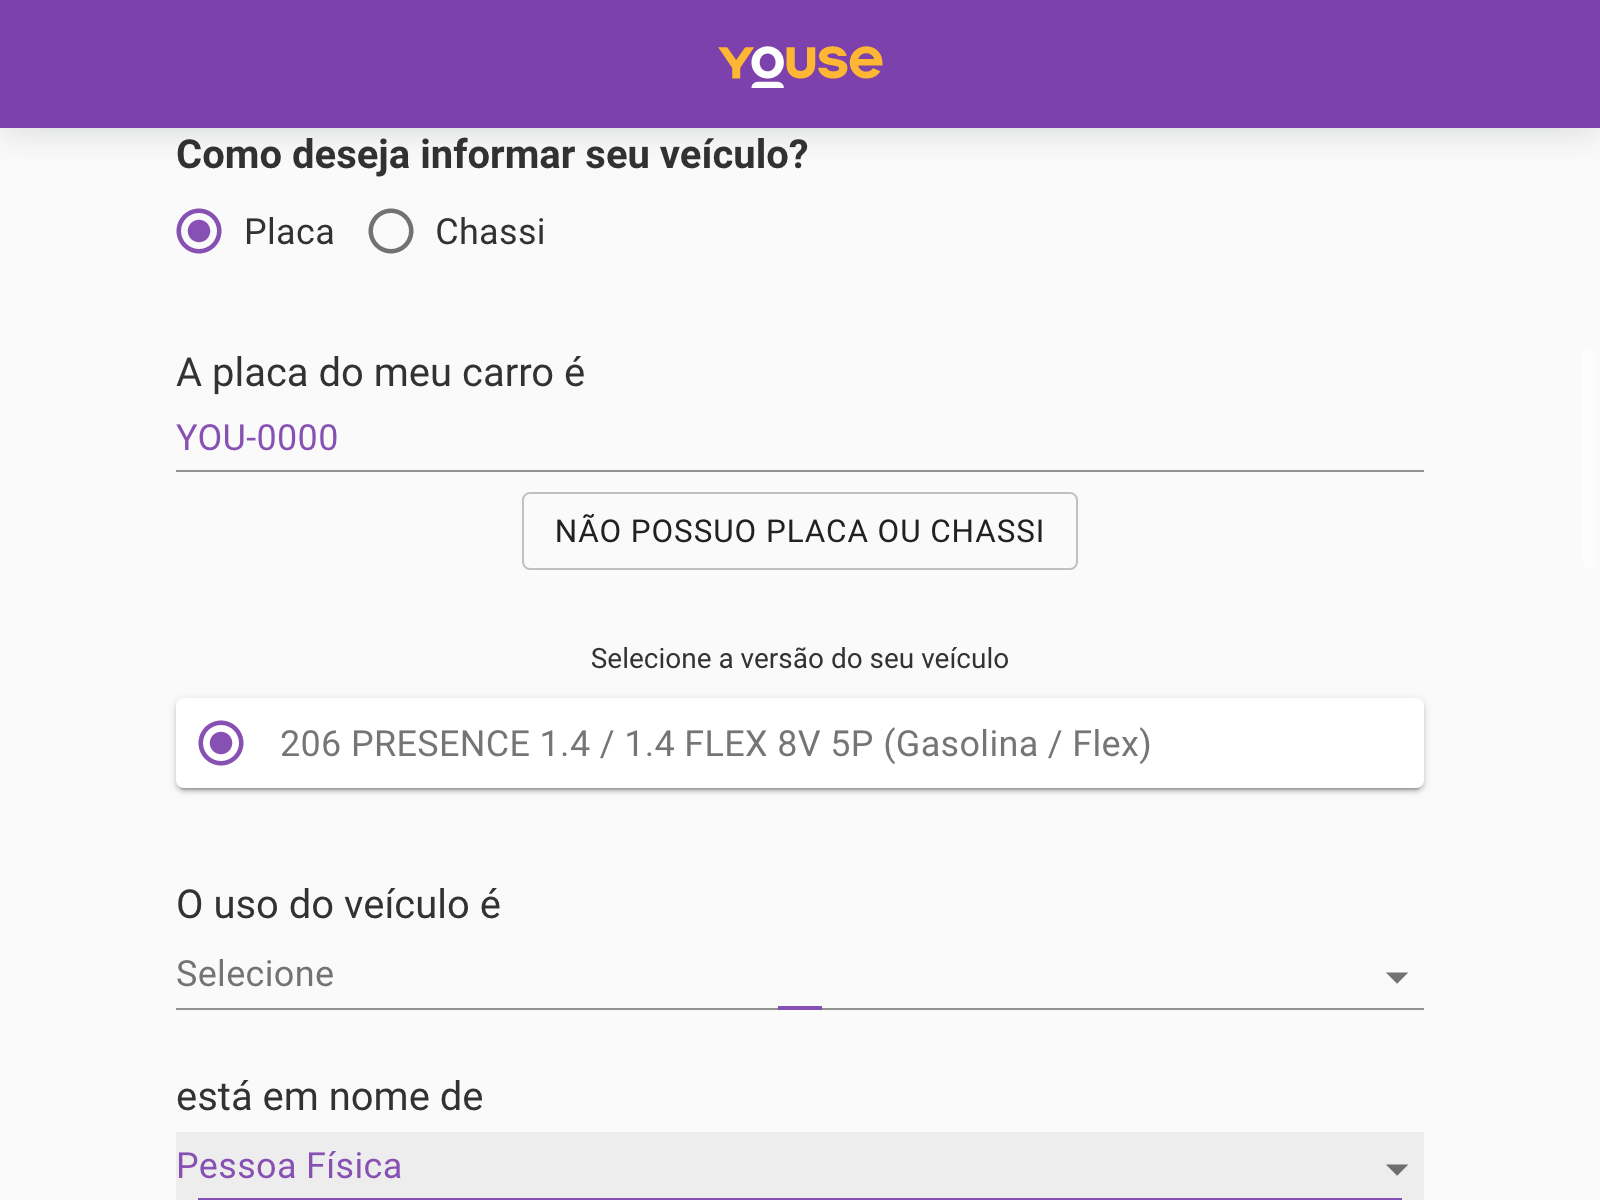 YOUSE
Como deseja informar seu veículo?
Placa Chassi
A placa do meu carro é
YOU-0000
NÃO POSSUO PLACA OU CHASSI
Selecione a versão do seu veículo
206 PRESENCE 1.4 / 1.4 FLEX 8V 5P (Gasolina / Flex)
O uso do veículo é
Selecione
está em nome de
Pessoa Física